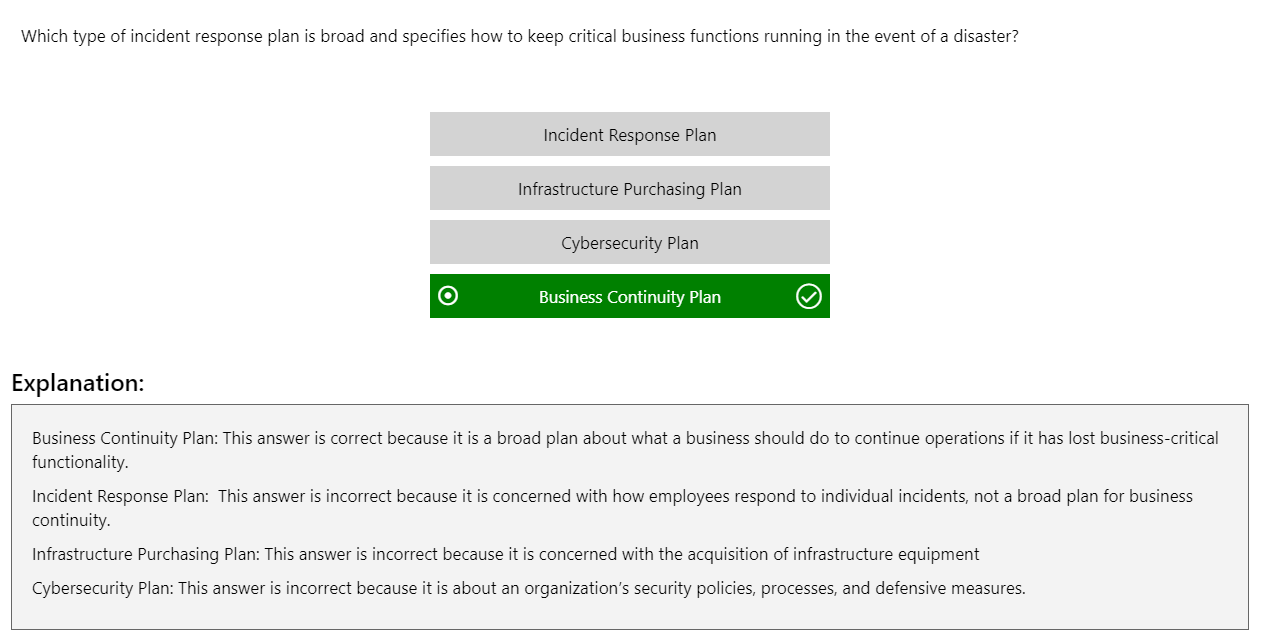 Which type of incident response plan is broad and specifies how to keep critical business functions running in the event of a disaster?
Incident Response Plan
Infrastructure Purchasing Plan
Cybersecurity Plan
Business Continuity Plan
Explanation:
Business Continuity Plan: This answer is correct because it is a broad plan about what a business should do to continue operations if it has lost business-critical
functionality.
Incident Response Plan:  This answer is incorrect because it is concerned with how employees respond to individual incidents, not a broad plan for business
continuity.
Infrastructure Purchasing Plan: This answer is incorrect because it is concerned with the acquisition of infrastructure equipment
Cybersecurity Plan: This answer is incorrect because it is about an organization’s security policies, processes, and defensive measures.